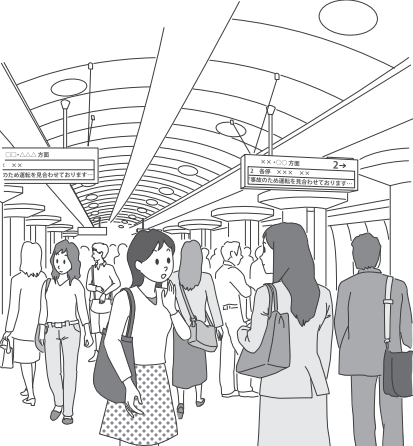 □□・△△△ 方面
××
のため運転を見合わせております…
××・□□ 方面 2→
2 各停 ××× ××
事故のため運転を見合わせております…